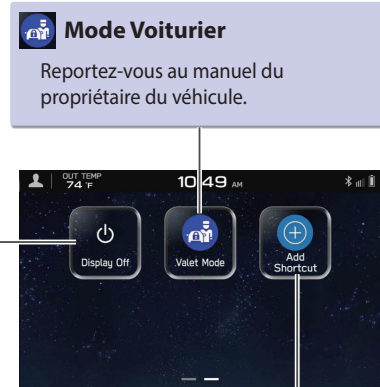 Mode Voiturier
Reportez-vous au manuel du
propriétaire du véhicule.
OUT TEMP
74 °F
10:49 AM
Display Off
Valet Mode
Add
Shortcut